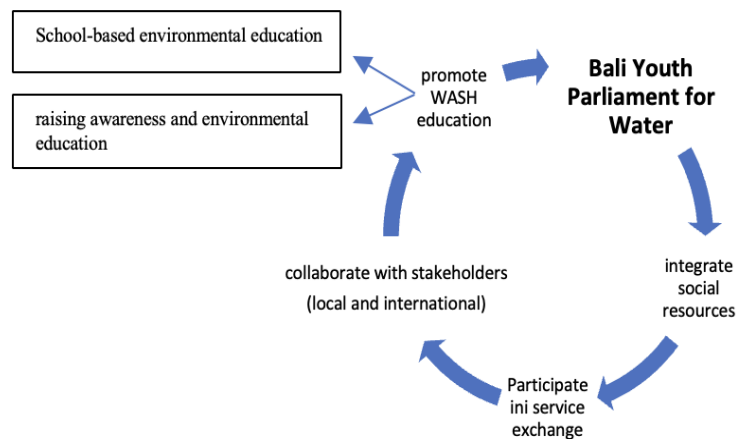 School-based environmental education
raising awareness and environmental
education
promote
WASH
education
Bali Youth
Parliament for
Water
integrate
social
resources
Participate
ini service
exchange
collaborate with stakeholders
(local and international)